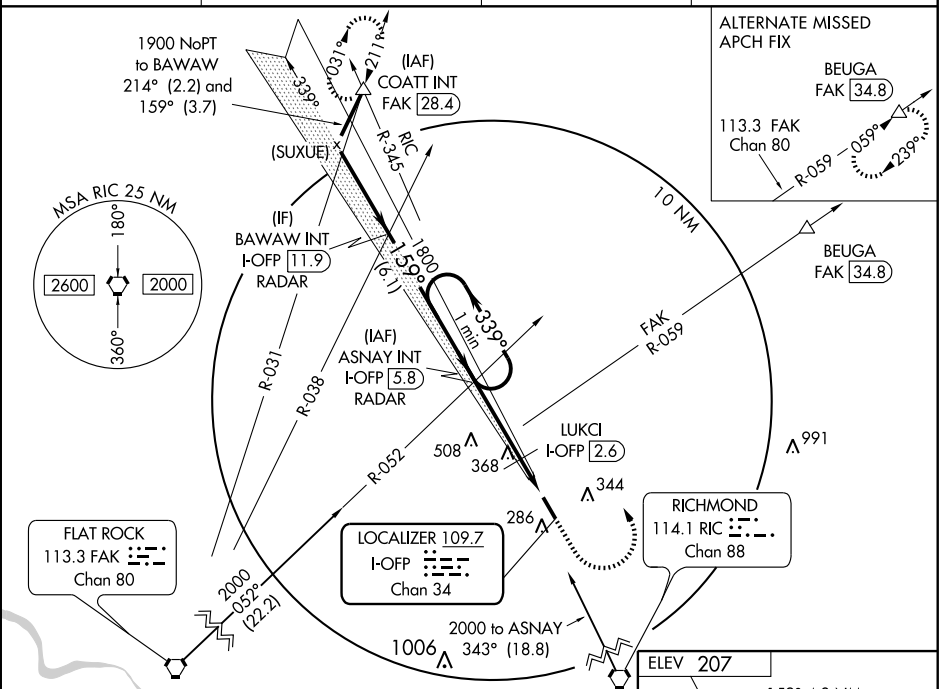 1900 NoPT
to BAWAW
214° (2.2) and
159° (3.7)
031°
211°
339°
(IAF)
COATT INT
FAK 28.4
RIC
R-345
(SUXUE)
ALTERNATE MISSED
APCH FIX
BEUGA
FAK 34.8
113.3 FAK
Chan 80
R-059
059°
239°
MSA RIC 25 NM
180°
2600
2000
360°
(IF)
BAWAW INT
I-OFP 11.9
RADAR
10 NM
1800
159°
(6.1)
BEUGA
FAK 34.8
1 min
339°
FAK
R-059
(IAF)
ASNAY INT
I-OFP 5.8
RADAR
R-031
R-038
R-052
508
368
LUKCI
I-OFP 2.6
991
344
286
FLAT ROCK
113.3 FAK
Chan 80
LOCALIZER 109.7
I-OFP
Chan 34
RICHMOND
114.1 RIC
Chan 88
2000
052°
(22.2)
1006
2000 to ASNAY
343° (18.8)
ELEV 207